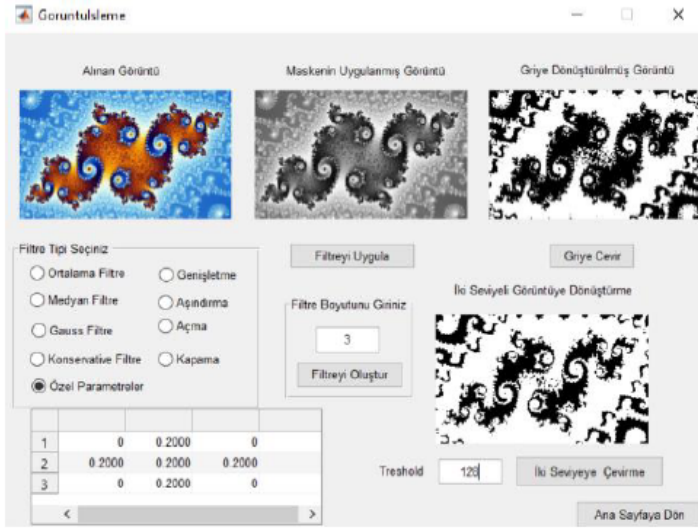 Goruntulsleme
Alınan Görüntü
Maskenin Uygulanmış Görüntü
Griye Dönüştürülmüş Görüntü
Filtre Tipi Seçiniz
Ortalama Filtre
Genişletme
Medyan Filtre
Aşındırma
Gauss Filtre
Açma
Konservative Filtre
Kapama
Özel Parametreler
Filtreyi Uygula
Griye Cevir
Filtre Boyutunu Giriniz
3
Filtreyi Oluştur
İki Seviyeli Görüntüye Dönüştürme
1 0 0.2000 0
2 0.2000 0.2000 0.2000
3 0 0.2000 0
Treshold
128
İki Seviyeye Çevirme
Ana Sayfaya Dön